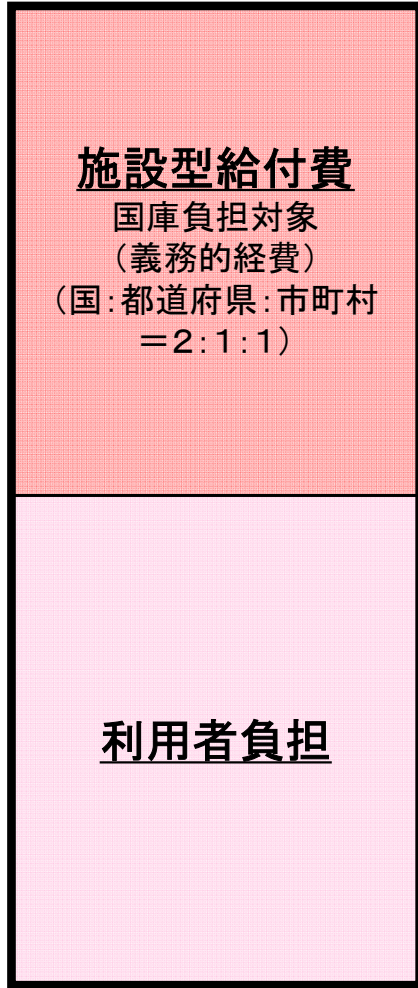 施設型給付費
国庫負担対象
（義務的経費）
（国：都道府県：市町村
＝２：１：１）
利用者負担